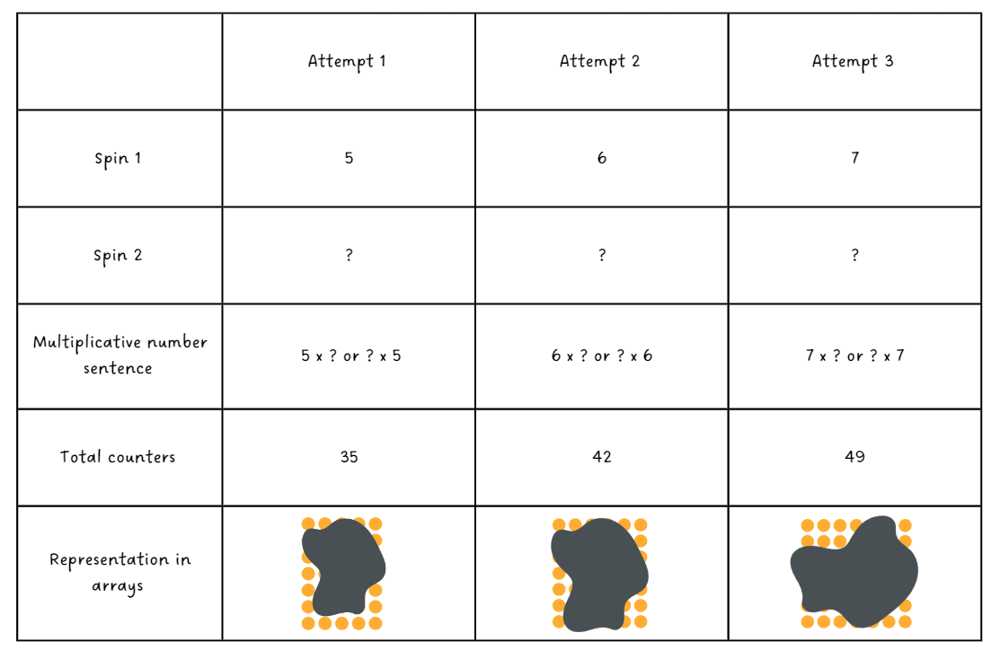 Attempt 1
Attempt 2
Attempt 3
Spin 1
5
6
7
Spin 2
?
?
?
Multiplicative number
sentence
5 x ? or ? x 5
6 x ? or ? x 6
7 x ? or ? x 7
Total counters
35
42
49
Representation in
arrays